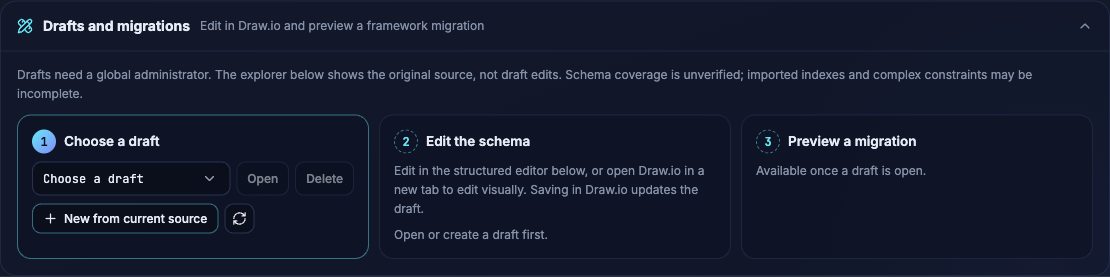 Drafts and migrations Edit in Draw.io and preview a framework migration
Drafts need a global administrator. The explorer below shows the original source, not draft edits. Schema coverage is unverified; imported indexes and complex constraints may be
incomplete.
1 Choose a draft
Choose a draft Open Delete
+ New from current source
2 Edit the schema
Edit in the structured editor below, or open Draw.io in a
new tab to edit visually. Saving in Draw.io updates the
draft.
Open or create a draft first.
3 Preview a migration
Available once a draft is open.